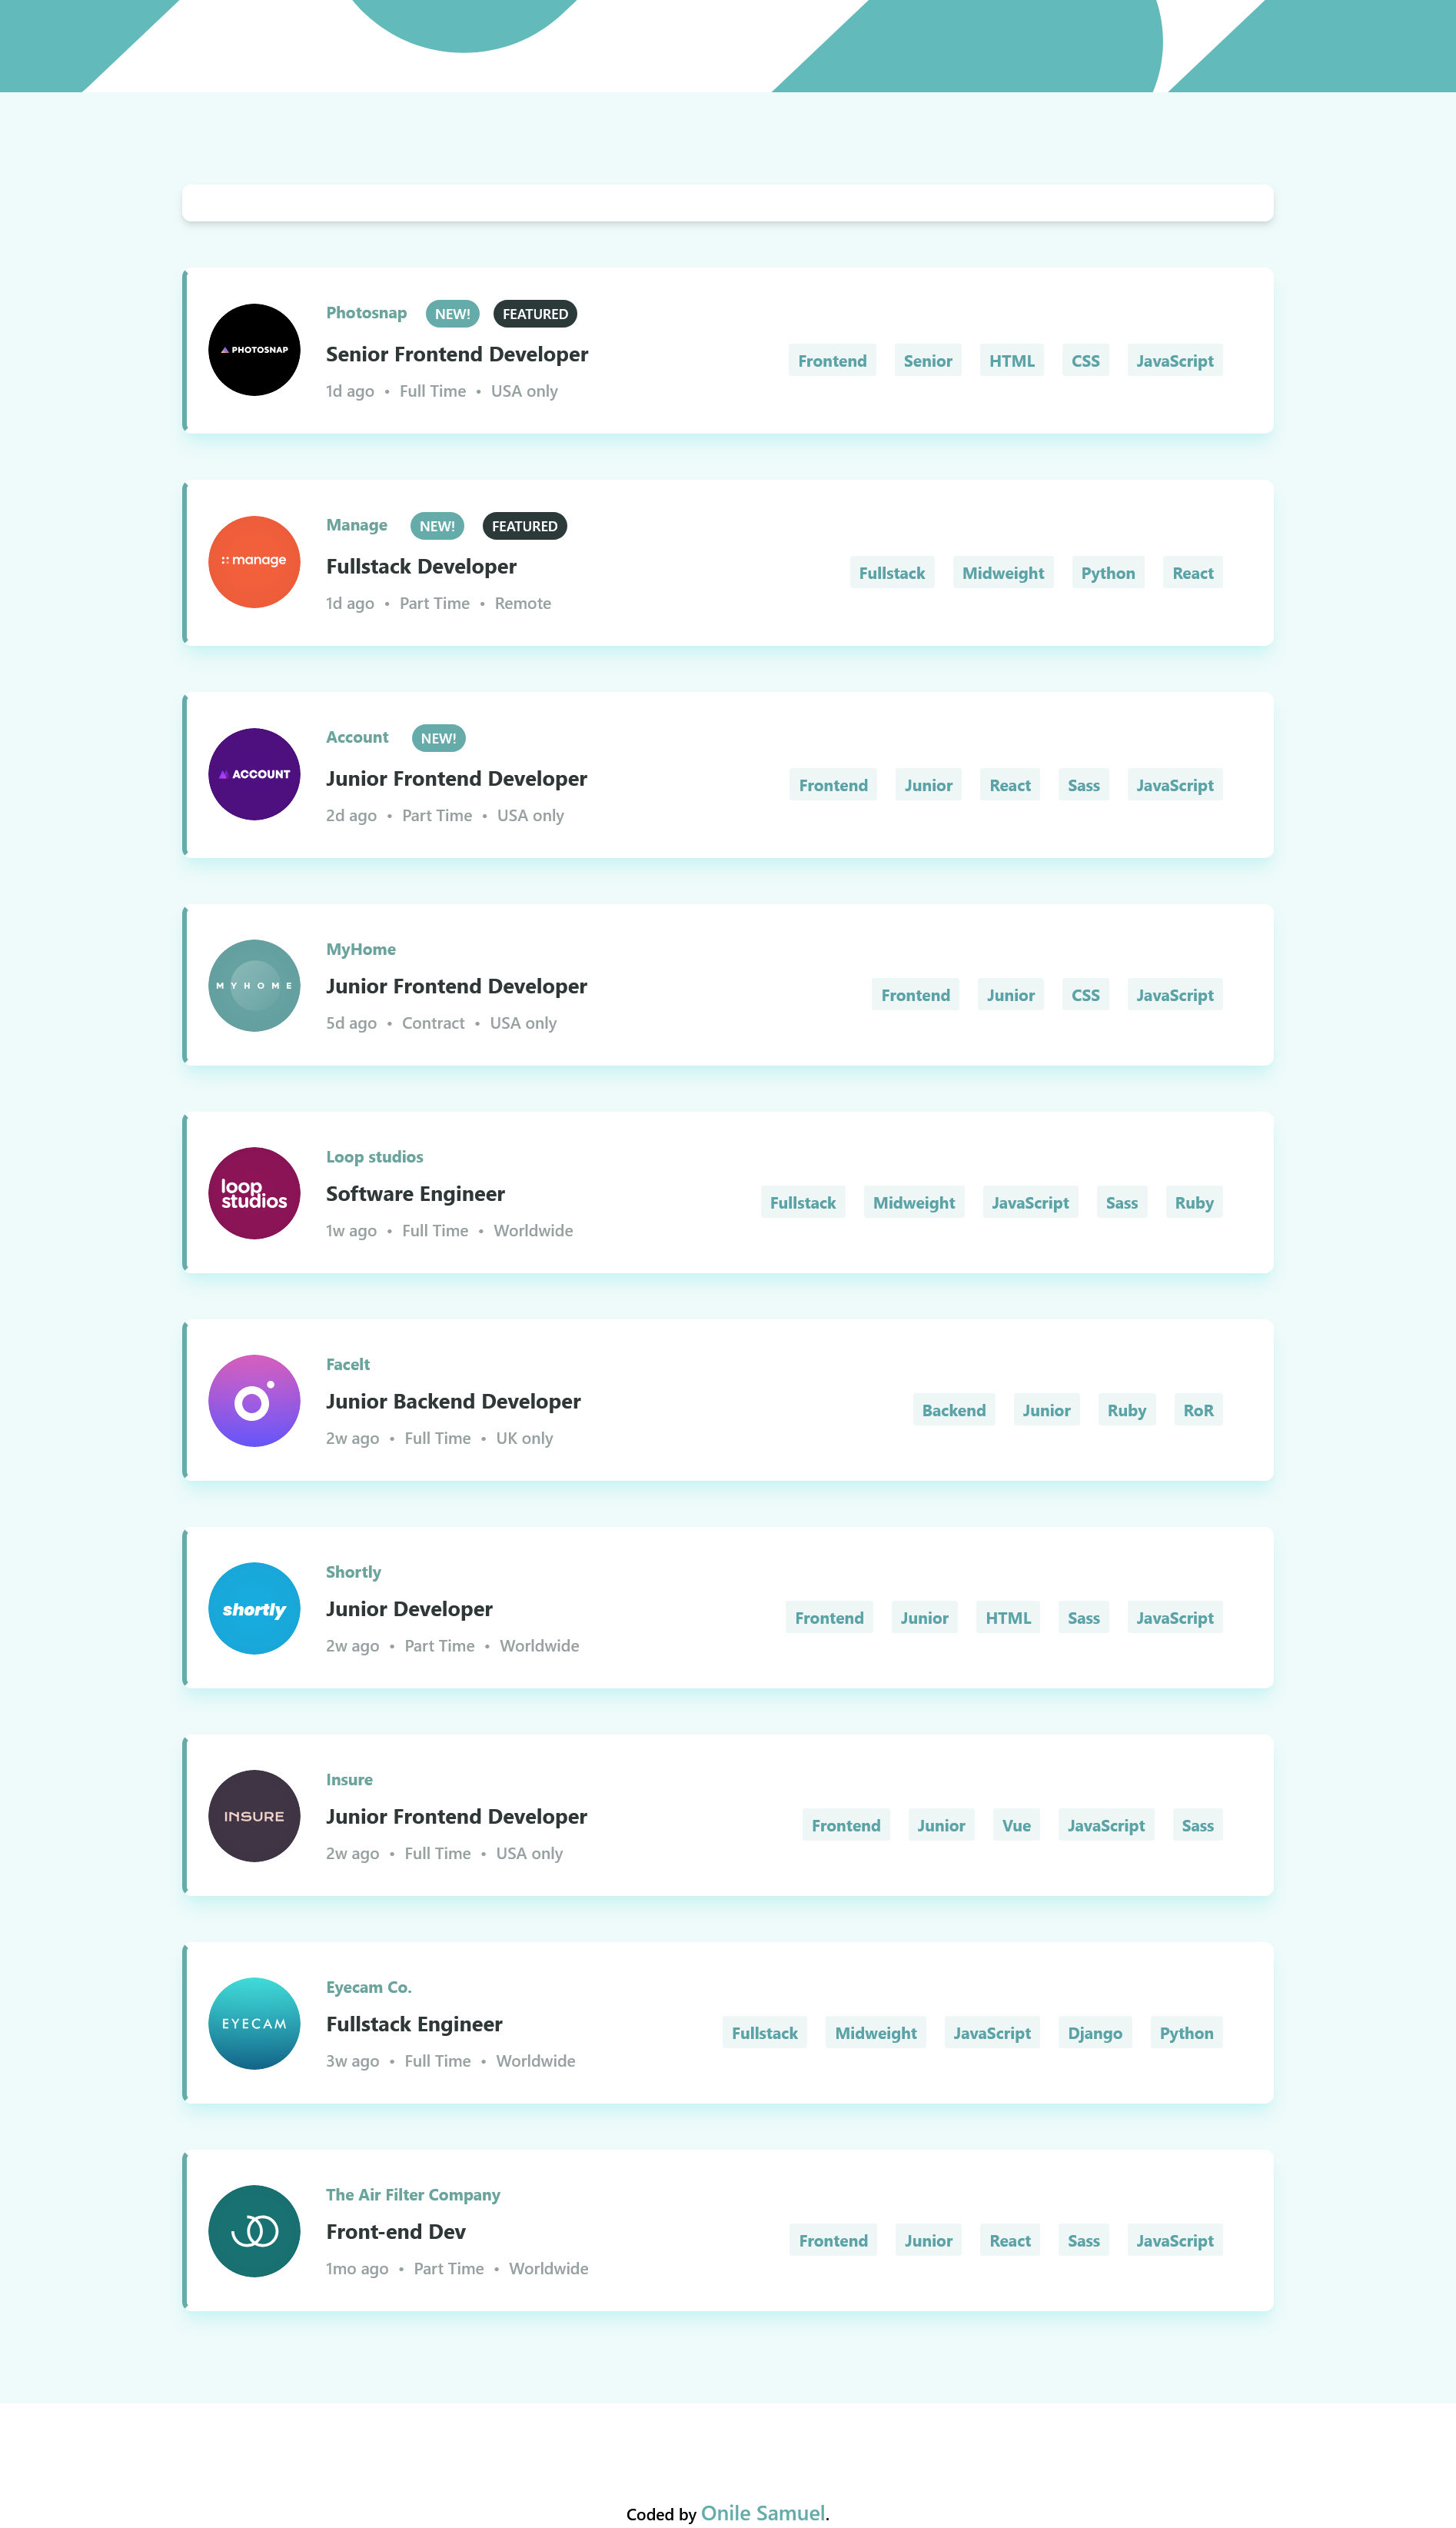 Photosnap NEW! FEATURED
PHOTOSNAP
Senior Frontend Developer
1d ago • Full Time • USA only
Frontend Senior HTML CSS JavaScript
Manage NEW! FEATURED
manage
Fullstack Developer
1d ago • Part Time • Remote
Fullstack Midweight Python React
Account NEW!
ACCOUNT
Junior Frontend Developer
2d ago • Part Time • USA only
Frontend Junior React Sass JavaScript
MyHome
MYHOME
Junior Frontend Developer
5d ago • Contract • USA only
Frontend Junior CSS JavaScript
Loop studios
loop
studios
Software Engineer
1w ago • Full Time • Worldwide
Fullstack Midweight JavaScript Sass Ruby
FaceIt
Junior Backend Developer
2w ago • Full Time • UK only
Backend Junior Ruby RoR
Shortly
shortly
Junior Developer
2w ago • Part Time • Worldwide
Frontend Junior HTML Sass JavaScript
Insure
INSURE
Junior Frontend Developer
2w ago • Full Time • USA only
Frontend Junior Vue JavaScript Sass
Eyecam Co.
EYECAM
Fullstack Engineer
3w ago • Full Time • Worldwide
Fullstack Midweight JavaScript Django Python
The Air Filter Company
Front-end Dev
1mo ago • Part Time • Worldwide
Frontend Junior React Sass JavaScript
Coded by Onile Samuel.